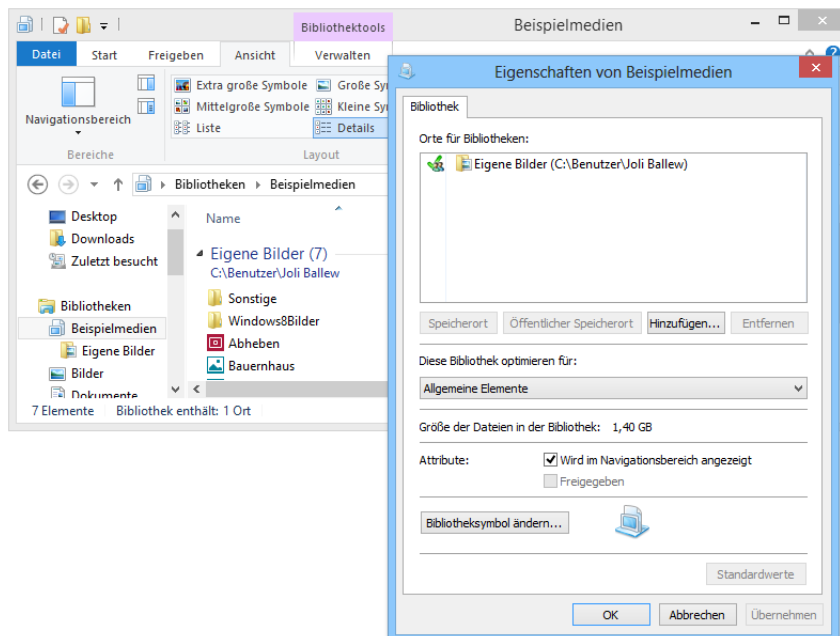 Bibliothektools
Beispielmedien
Datei
Start
Freigeben
Ansicht
Verwalten
Navigationsbereich
Bereiche
Extra große Symbole
Große Sy
Mittelgroße Symbole
Kleine Sy
Liste
Details
Layout
Bibliotheken
Beispielmedien
Desktop
Downloads
Zuletzt besucht
Bibliotheken
Beispielmedien
Eigene Bilder
Bilder
Dokumente
Name
Eigene Bilder (7)
C:\Benutzer\Joli Ballew
Sonstige
Windows8Bilder
Abheben
Bauernhaus
7 Elemente
Bibliothek enthält: 1 Ort
Eigenschaften von Beispielmedien
Bibliothek
Orte für Bibliotheken:
Eigene Bilder (C:\Benutzer\Joli Ballew)
Speicherort
Öffentlicher Speicherort
Hinzufügen...
Entfernen
Diese Bibliothek optimieren für:
Allgemeine Elemente
Größe der Dateien in der Bibliothek: 1,40 GB
Attribute:
Wird im Navigationsbereich angezeigt
Freigegeben
Bibliotheksymbol ändern...
Standardwerte
OK
Abbrechen
Übernehmen